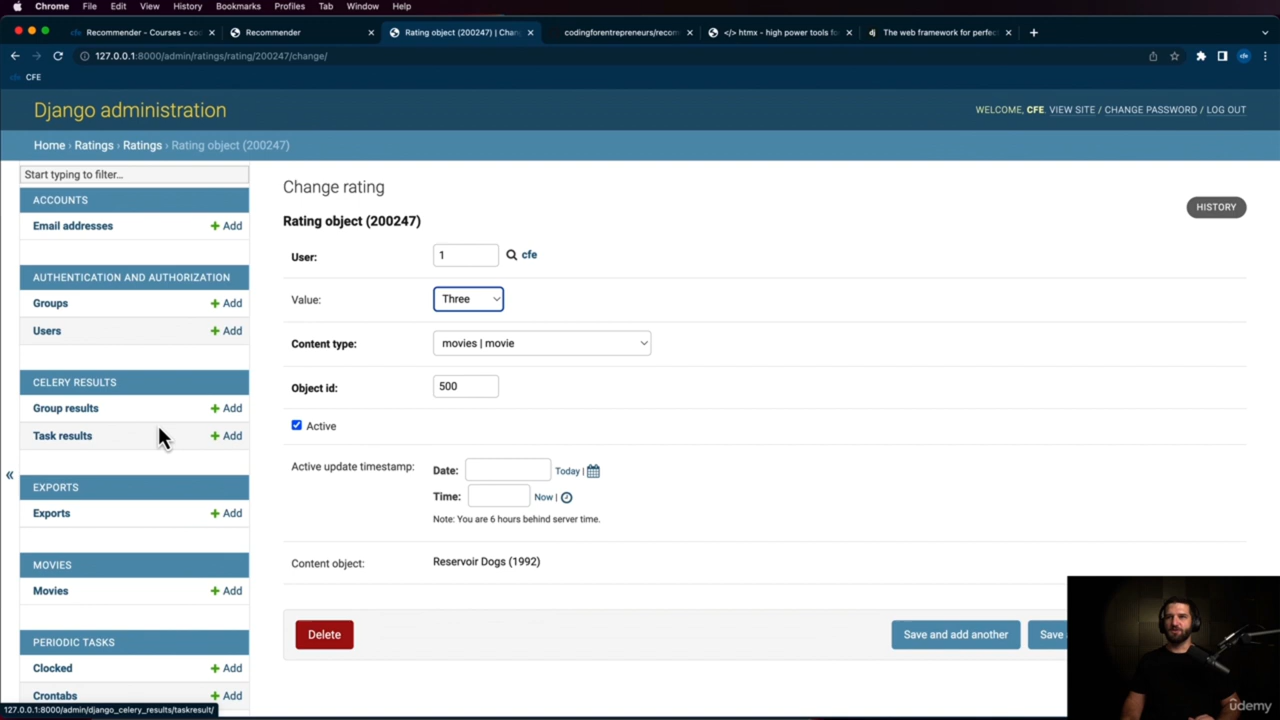 Chrome File Edit View History Bookmarks Profiles Tab Window Help
Recommender - Courses - co
Recommender
Rating object (200247) | Chan
codingforentrepreneurs/recom
</> htmx - high power tools fo
dj The web framework for perfec
127.0.0.1:8000/admin/ratings/rating/200247/change/
cfe CFE
Django administration
WELCOME, CFE. VIEW SITE / CHANGE PASSWORD / LOG OUT
Home › Ratings › Ratings › Rating object (200247)
Start typing to filter...
ACCOUNTS
Email addresses + Add
AUTHENTICATION AND AUTHORIZATION
Groups + Add
Users + Add
CELERY RESULTS
Group results + Add
Task results + Add
EXPORTS
Exports + Add
MOVIES
Movies + Add
PERIODIC TASKS
Clocked + Add
Crontabs + Add
127.0.0.1:8000/admin/django_celery_results/taskresult/
Change rating
HISTORY
Rating object (200247)
User: 1 cfe
Value: Three
Content type: movies | movie
Object id: 500
Active
Active update timestamp: Date: Today |
Time: Now |
Note: You are 6 hours behind server time.
Content object: Reservoir Dogs (1992)
Delete
Save and add another
Save
udemy